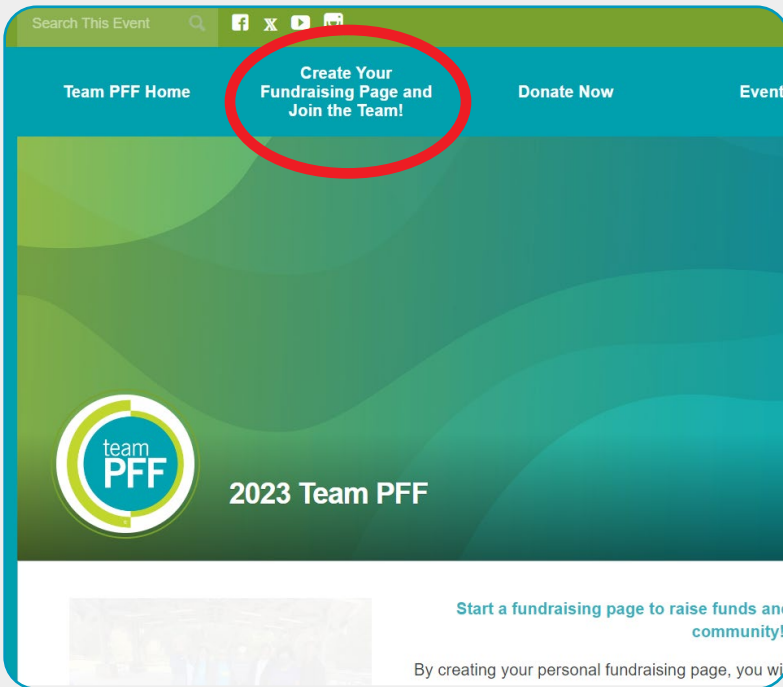 Search This Event
Team PFF Home
Create Your
Fundraising Page and
Join the Team!
Donate Now
Event
team
PFF
2023 Team PFF
Start a fundraising page to raise funds and
community!
By creating your personal fundraising page, you wi